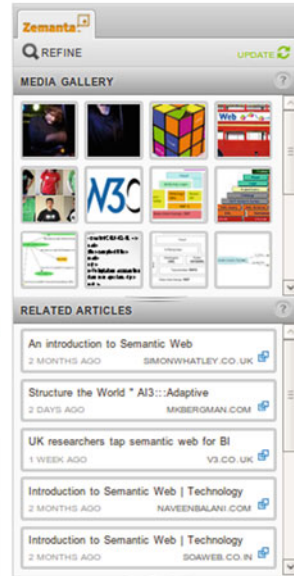 Zemanta
REFINE
UPDATE
MEDIA GALLERY ?
Web
W3C
RELATED ARTICLES ?
An introduction to Semantic Web
2 MONTHS AGO SIMONWHATLEY.CO.UK
Structure the World " AI3:::Adaptive
2 DAYS AGO MKBERGMAN.COM
UK researchers tap semantic web for BI
1 WEEK AGO V3.CO.UK
Introduction to Semantic Web | Technology
2 MONTHS AGO NAVEENBALANI.COM
Introduction to Semantic Web | Technology
2 MONTHS AGO SOAWEB.CO.IN